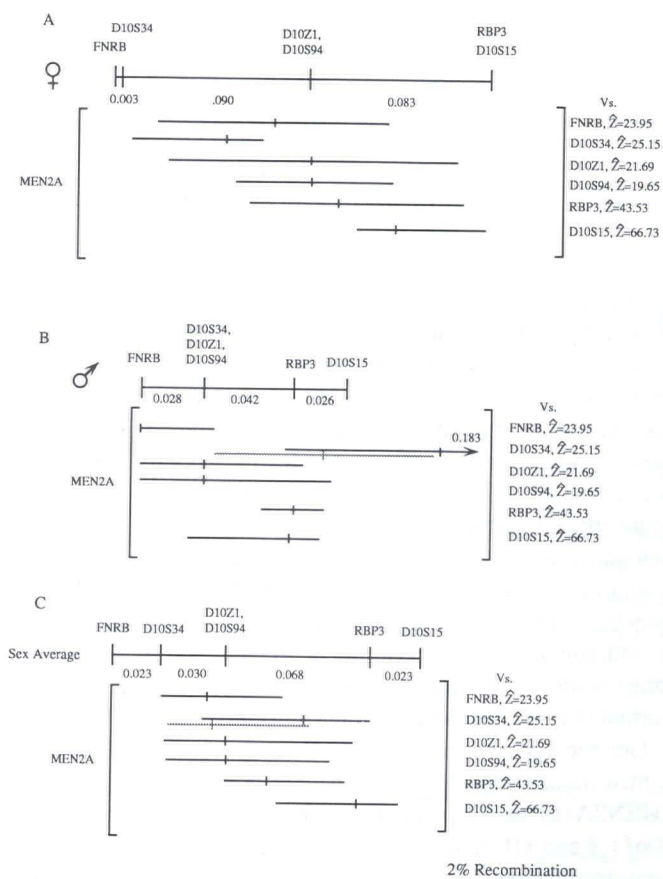 A
D10S34
FNRB
D10Z1,
D10S94
RBP3
D10S15
♀
0.003 .090 0.083
Vs.
MEN2A
FNRB, Ẑ=23.95
D10S34, Ẑ=25.15
D10Z1, Ẑ=21.69
D10S94, Ẑ=19.65
RBP3, Ẑ=43.53
D10S15, Ẑ=66.73
B
D10S34,
D10Z1,
D10S94
FNRB RBP3 D10S15
♂
0.028 0.042 0.026
Vs.
MEN2A
0.183
FNRB, Ẑ=23.95
D10S34, Ẑ=25.15
D10Z1, Ẑ=21.69
D10S94, Ẑ=19.65
RBP3, Ẑ=43.53
D10S15, Ẑ=66.73
C
D10Z1,
FNRB D10S34 D10S94 RBP3 D10S15
Sex Average
0.023 0.030 0.068 0.023
Vs.
MEN2A
FNRB, Ẑ=23.95
D10S34, Ẑ=25.15
D10Z1, Ẑ=21.69
D10S94, Ẑ=19.65
RBP3, Ẑ=43.53
D10S15, Ẑ=66.73
2% Recombination